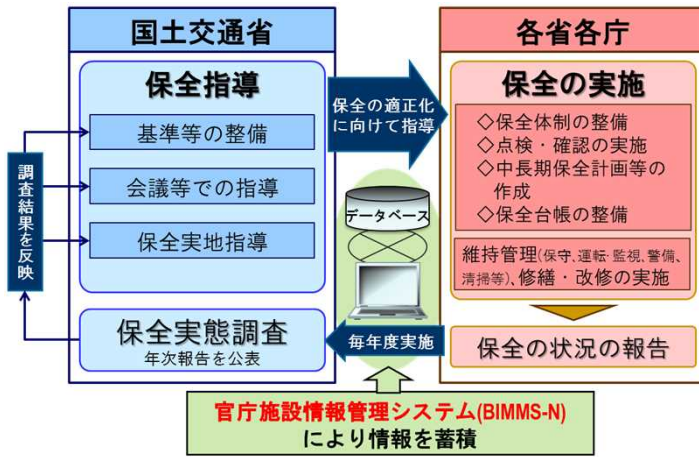 国土交通省
保全指導
基準等の整備
会議等での指導
保全実地指導
調査結果を反映
保全実態調査
年次報告を公表
保全の適正化
に向けて指導
データベース
毎年度実施
各省各庁
保全の実施
◇保全体制の整備
◇点検・確認の実施
◇中長期保全計画等の
作成
◇保全台帳の整備
維持管理(保守、運転・監視、警備、
清掃等)、修繕・改修の実施
保全の状況の報告
官庁施設情報管理システム(BIMMS-N)
により情報を蓄積